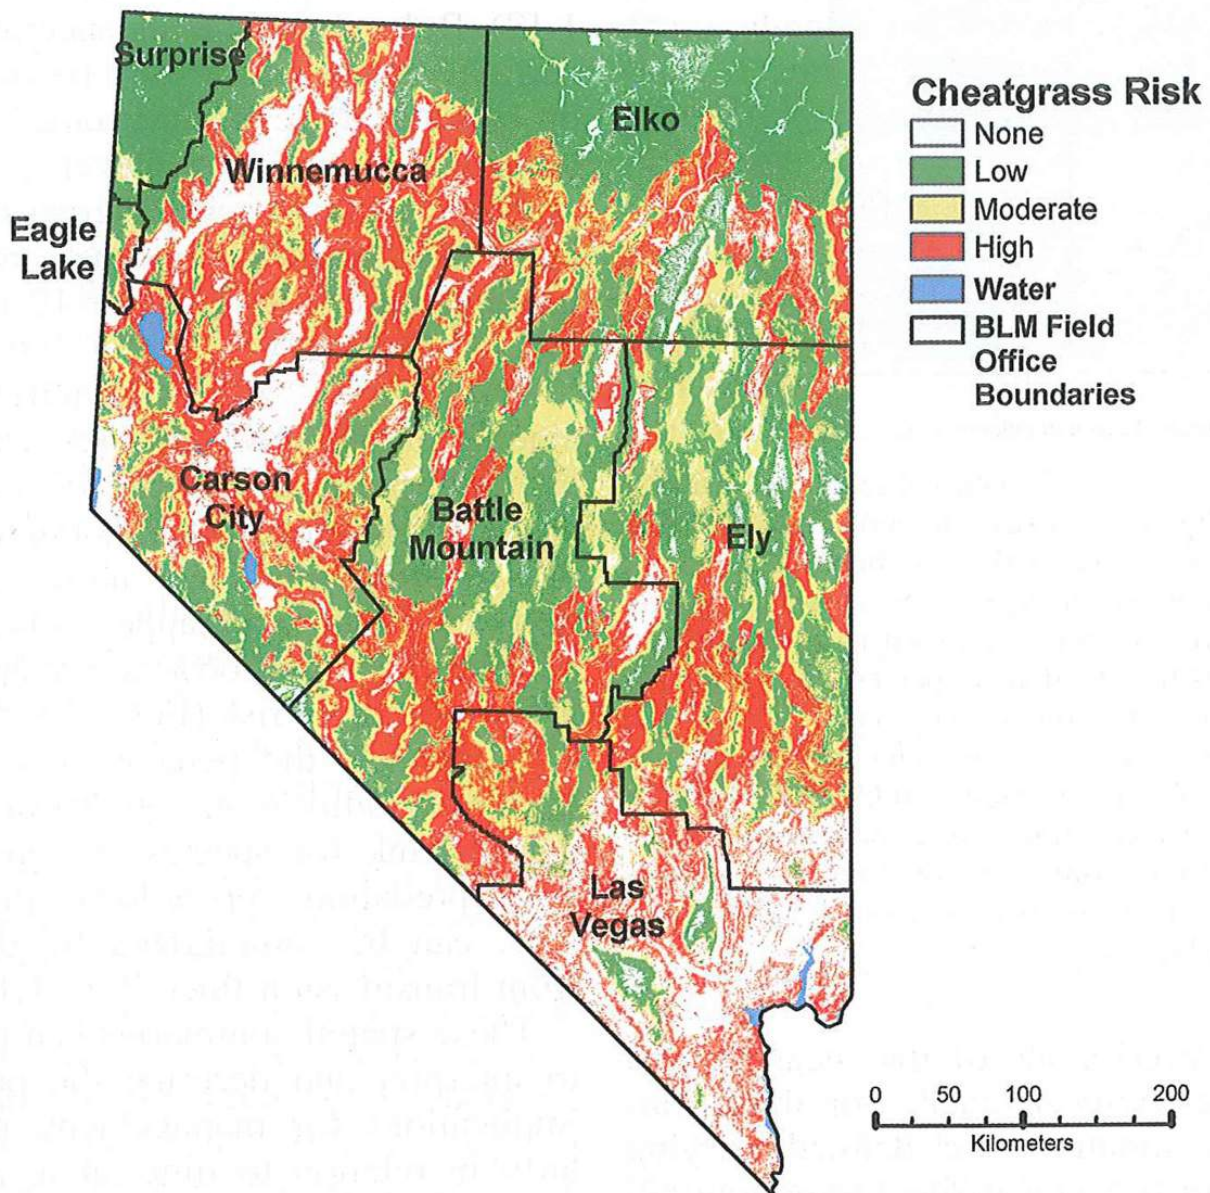 Surprise
Elko
Winnemucca
Eagle
Lake
Carson
City
Battle
Mountain
Ely
Las
Vegas
Cheatgrass Risk
None
Low
Moderate
High
Water
BLM Field
Office
Boundaries
0 50 100 200
Kilometers